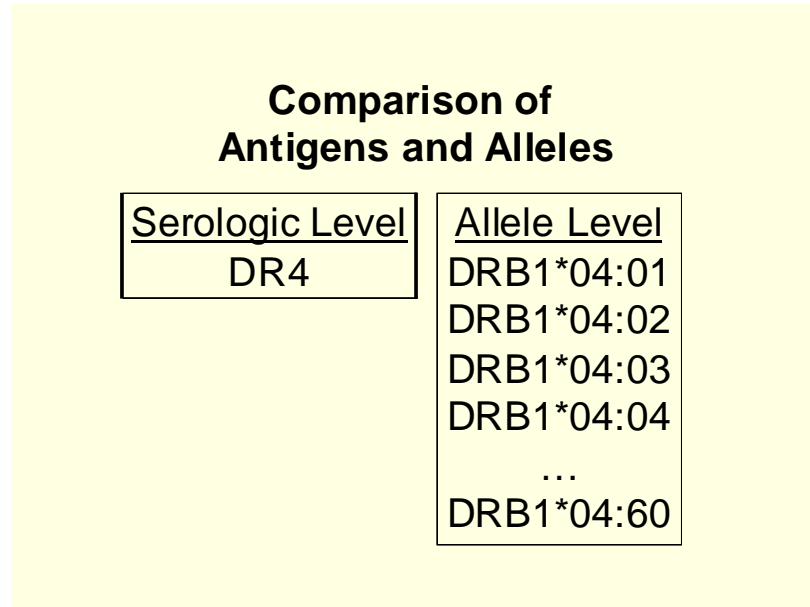 Comparison of
Antigens and Alleles
Serologic Level
DR4
Allele Level
DRB1*04:01
DRB1*04:02
DRB1*04:03
DRB1*04:04
…
DRB1*04:60